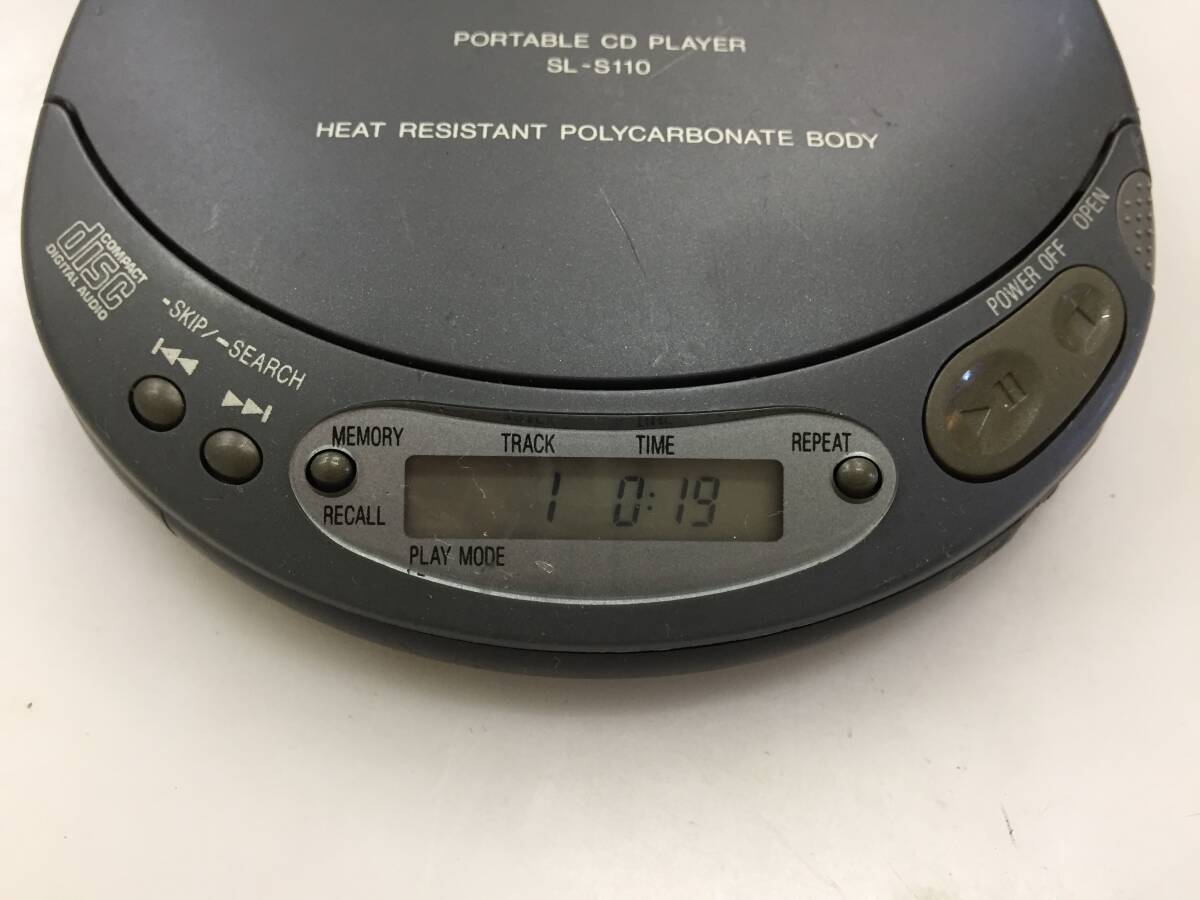 PORTABLE CD PLAYER
SL-S110
HEAT RESISTANT POLYCARBONATE BODY
OPEN
POWER OFF
COMPACT
disc
DIGITAL AUDIO
-SKIP/-SEARCH
MEMORY
TRACK
TIME
REPEAT
1 0:19
RECALL
PLAY MODE